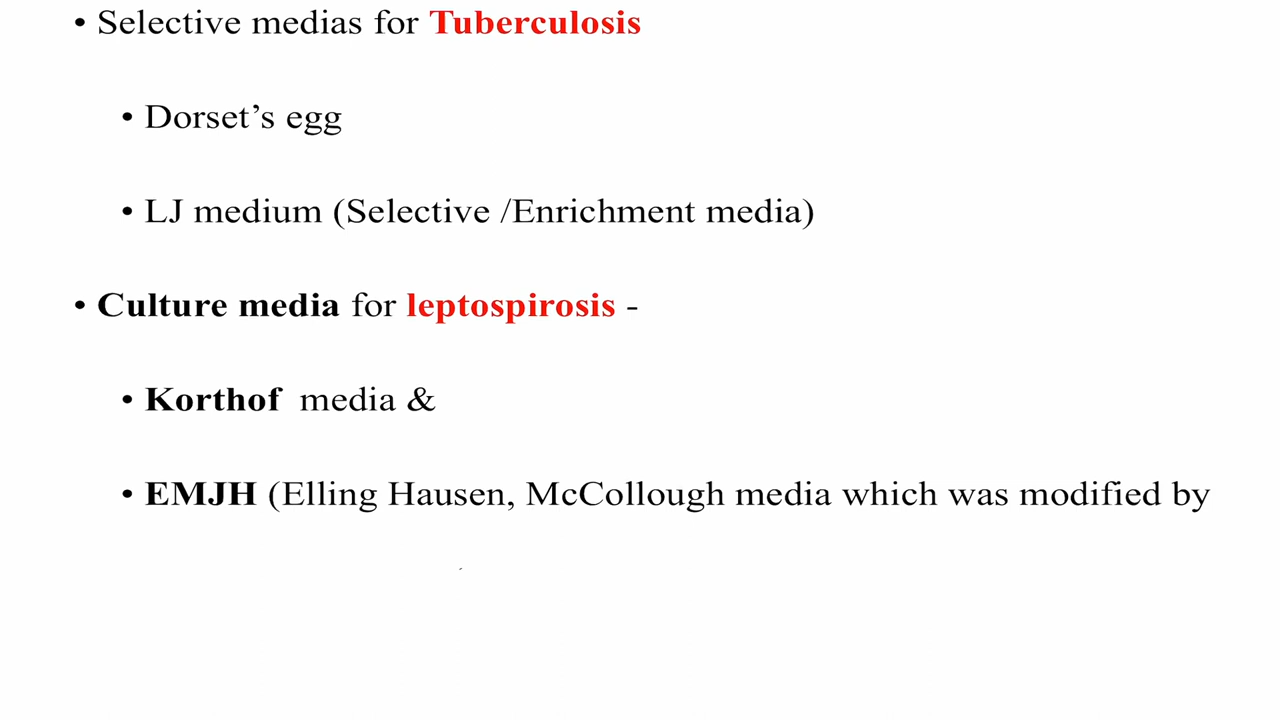 • Selective medias for Tuberculosis
• Dorset’s egg
• LJ medium (Selective /Enrichment media)
• Culture media for leptospirosis -
• Korthof media &
• EMJH (Elling Hausen, McCollough media which was modified by